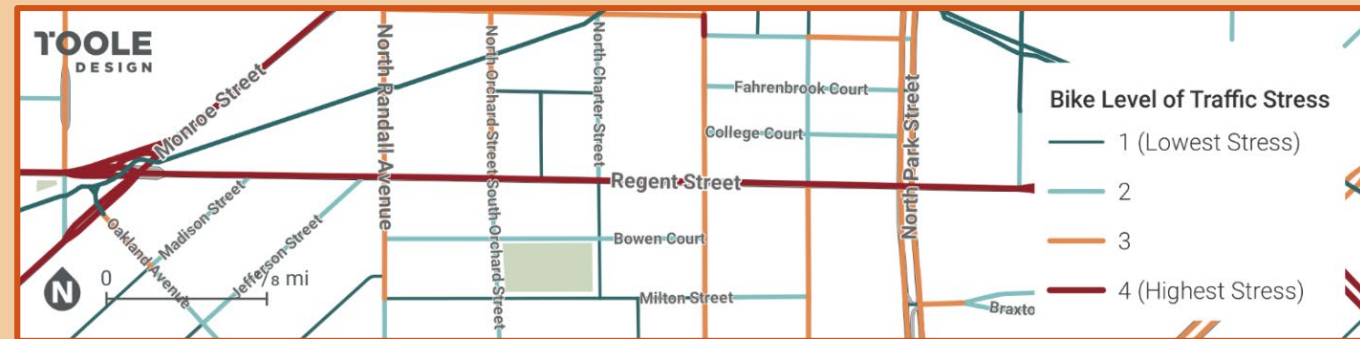 TOOLE
DESIGN
Monroe Street
North Randall Avenue
North Orchard Street
South Orchard Street
North Charter Street
Fahrenbrook Court
College Court
North Park Street
Regent Street
Oakland Avenue
Madison Street
Jefferson Street
Bowen Court
Milton Street
Braxto
N
0
/8 mi
Bike Level of Traffic Stress
1 (Lowest Stress)
2
3
4 (Highest Stress)